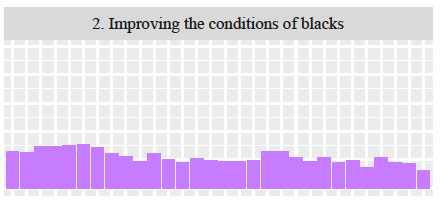 2. Improving the conditions of blacks